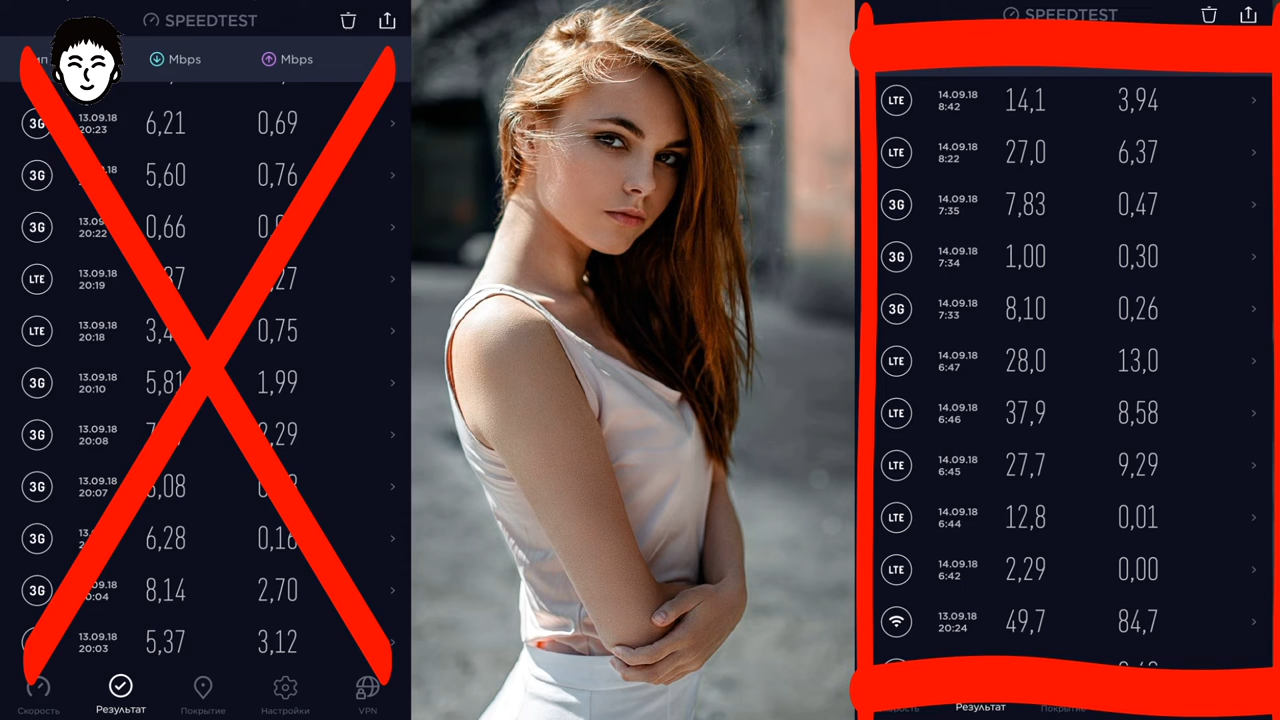 SPEEDTEST
Mbps Mbps
3G 13.09.18 20:23 6,21 0,69
3G 5,60 0,76
3G 20:22 0,66
LTE 13.09.18 20:19
LTE 13.09.18 20:18 0,75
3G 13.09.18 20:10 1,99
3G 13.09.18 20:08
3G 13.09.18 20:07
3G 6,28
3G 8,14 2,70
13.09.18 20:03 5,37 3,12
Скорость Результат Покрытие Настройки VPN
SPEEDTEST
LTE 14.09.18 8:42 14,1 3,94
LTE 14.09.18 8:22 27,0 6,37
3G 14.09.18 7:35 7,83 0,47
3G 14.09.18 7:34 1,00 0,30
3G 14.09.18 7:33 8,10 0,26
LTE 14.09.18 6:47 28,0 13,0
LTE 14.09.18 6:46 37,9 8,58
LTE 14.09.18 6:45 27,7 9,29
LTE 14.09.18 6:44 12,8 0,01
LTE 14.09.18 6:42 2,29 0,00
13.09.18 20:24 49,7 84,7
Результат